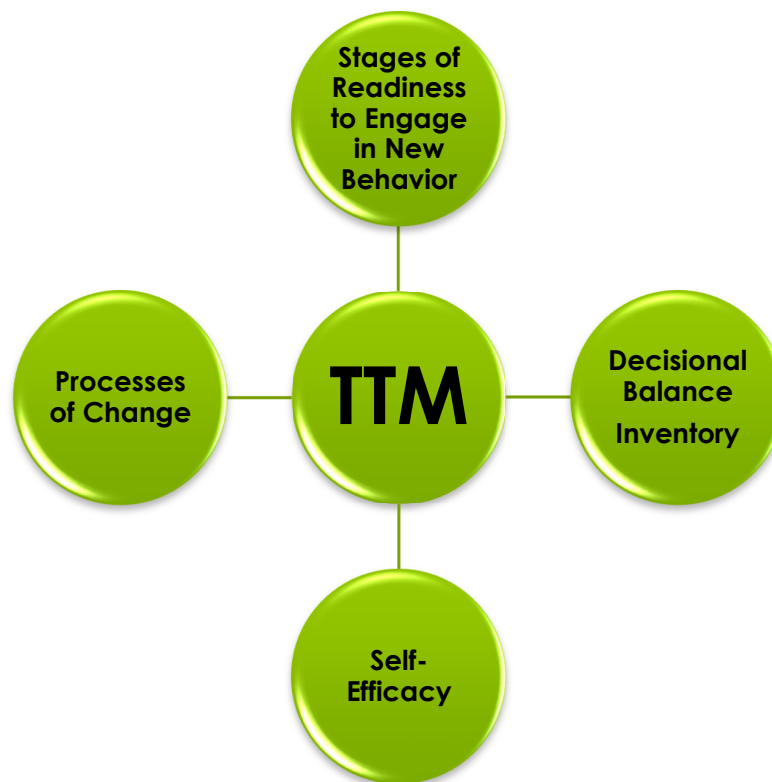 Stages of
Readiness
to Engage
in New
Behavior
Processes
of Change
TTM
Decisional
Balance
Inventory
Self-
Efficacy